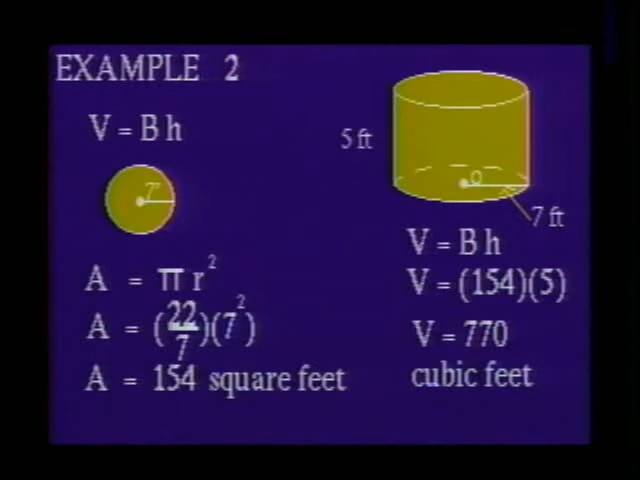 EXAMPLE 2
V = B h
7"
A = π r²
A = (22/7)(7²)
A = 154 square feet
5 ft
O
7 ft
V = B h
V = (154)(5)
V = 770
cubic feet